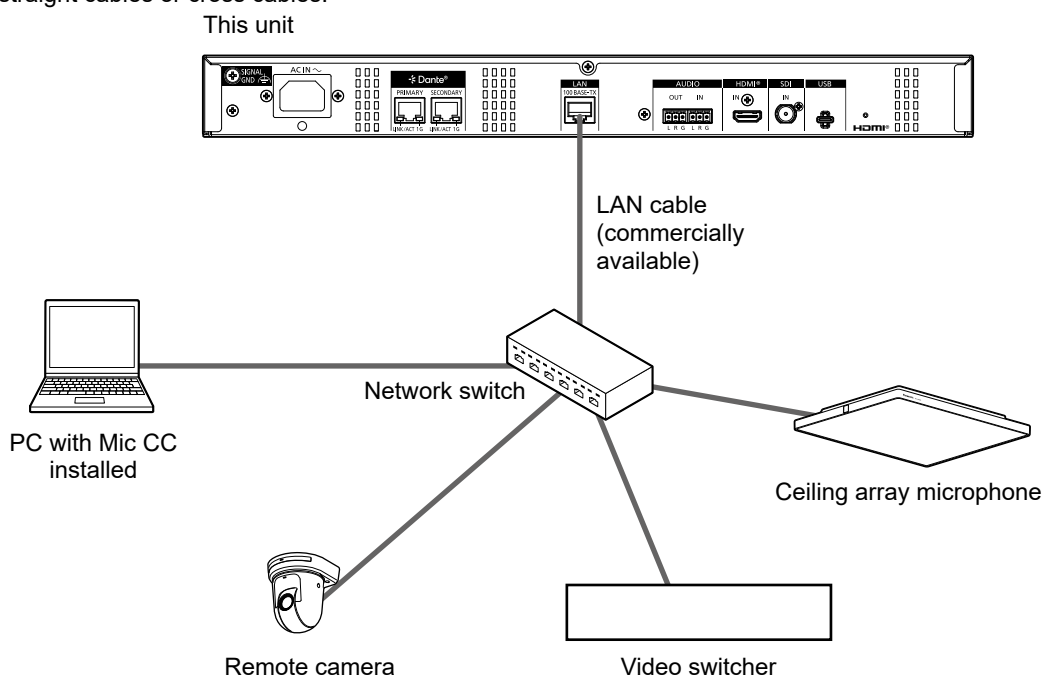 straight cables or cross cables.
This unit
SIGNAL
GND
AC IN
Dante®
PRIMARY SECONDARY
LINK/ACT 1G LINK/ACT 1G
LAN
100 BASE-TX
AUDIO
OUT IN
L R G L R G
HDMI®
IN
SDI
IN
USB
HDMI®
LAN cable
(commercially
available)
Network switch
PC with Mic CC
installed
Ceiling array microphone
Remote camera
Video switcher